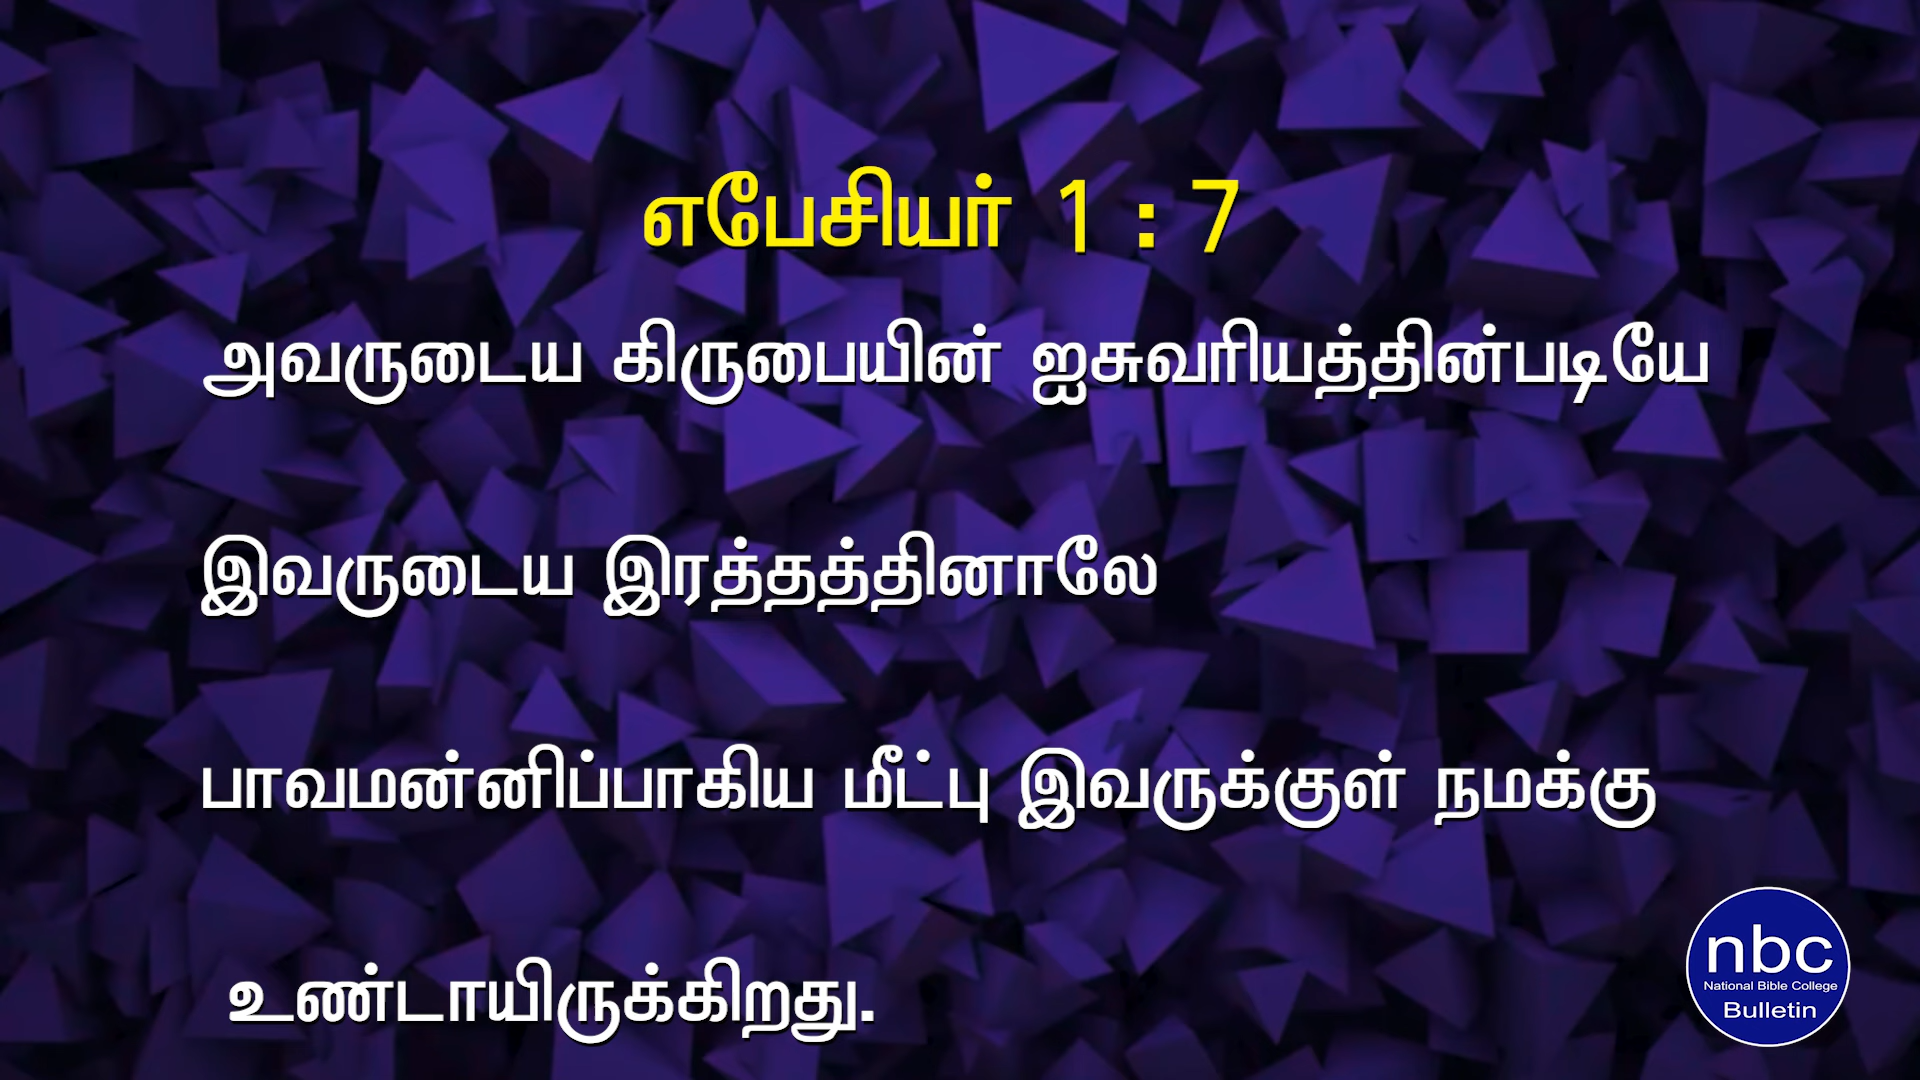 எபேசியர் 1 : 7
அவருடைய கிருபையின் ஐசுவரியத்தின்படியே
இவருடைய இரத்தத்தினாலே
பாவமன்னிப்பாகிய மீட்பு இவருக்குள் நமக்கு
உண்டாயிருக்கிறது.
nbc
National Bible College
Bulletin